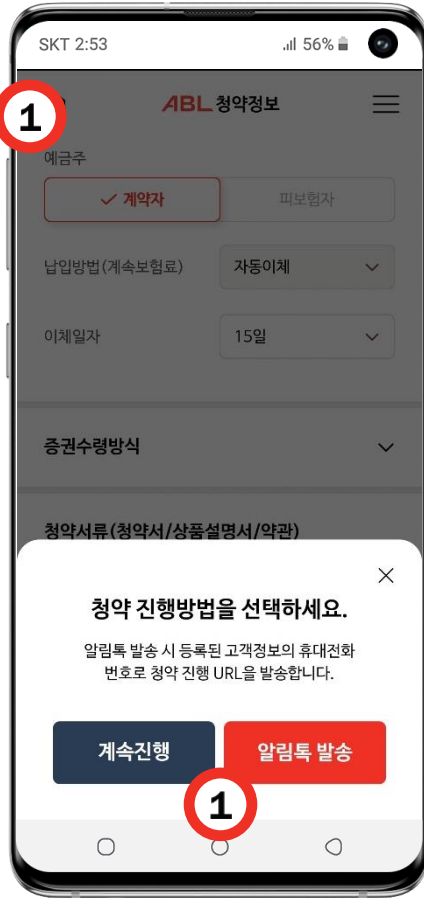 SKT 2:53
56%
1
ABL 청약정보
예금주
계약자
피보험자
납입방법(계속보험료)
자동이체
이체일자
15일
증권수령방식
청약서류(청약서/상품설명서/약관)
청약 진행방법을 선택하세요.
알림톡 발송 시 등록된 고객정보의 휴대전화
번호로 청약 진행 URL을 발송합니다.
계속진행
알림톡 발송
1